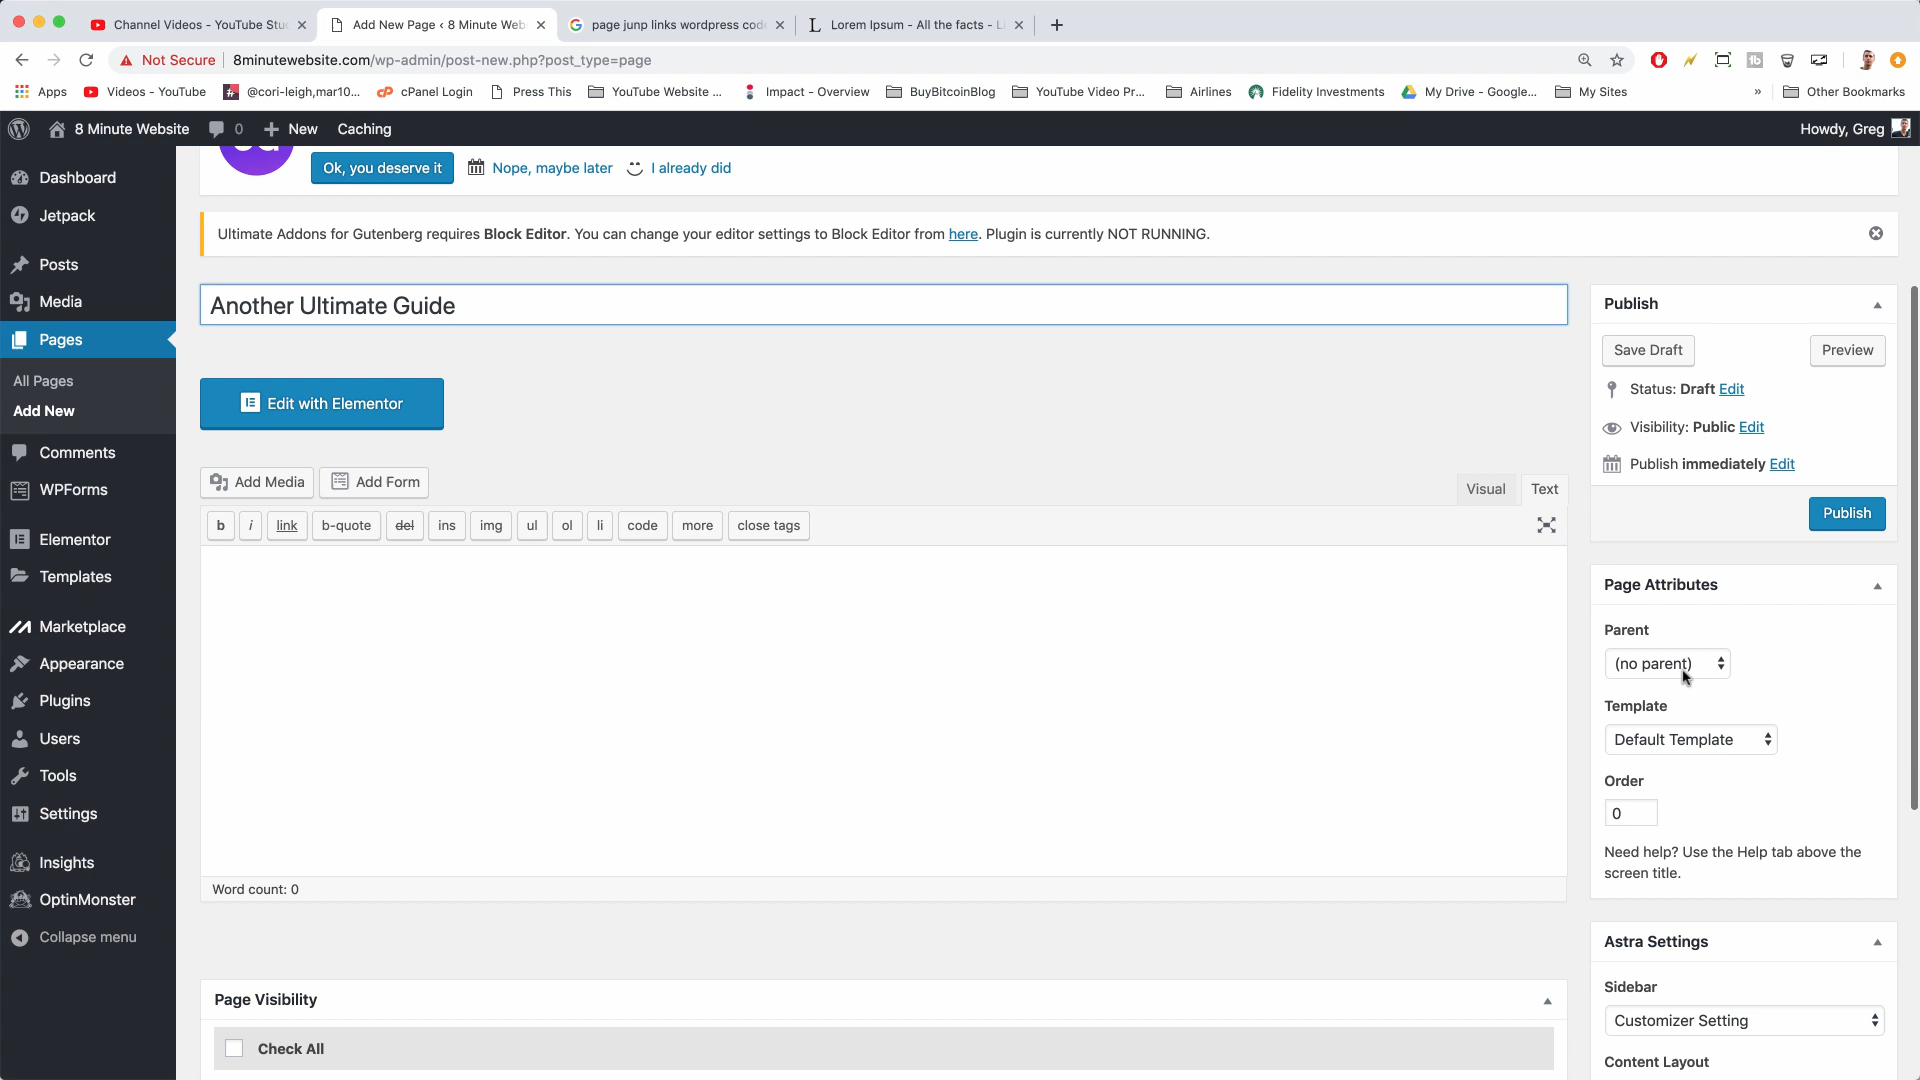 Channel Videos - YouTube Stu
Add New Page ‹ 8 Minute Web
page junp links wordpress cod
Lorem Ipsum - All the facts - Li
Not Secure
8minutewebsite.com/wp-admin/post-new.php?post_type=page
Apps
Videos - YouTube
@cori-leigh,mar10...
cPanel Login
Press This
YouTube Website ...
Impact - Overview
BuyBitcoinBlog
YouTube Video Pr...
Airlines
Fidelity Investments
My Drive - Google...
My Sites
»
Other Bookmarks
8 Minute Website
0
New
Caching
Howdy, Greg
Ok, you deserve it
Nope, maybe later
I already did
Ultimate Addons for Gutenberg requires Block Editor. You can change your editor settings to Block Editor from here. Plugin is currently NOT RUNNING.
Dashboard
Jetpack
Posts
Media
Pages
All Pages
Add New
Comments
WPForms
Elementor
Templates
Marketplace
Appearance
Plugins
Users
Tools
Settings
Insights
OptinMonster
Collapse menu
Another Ultimate Guide
Edit with Elementor
Add Media
Add Form
Visual
Text
b
i
link
b-quote
del
ins
img
ul
ol
li
code
more
close tags
Word count: 0
Page Visibility
Check All
Publish
Save Draft
Preview
Status: Draft Edit
Visibility: Public Edit
Publish immediately Edit
Publish
Page Attributes
Parent
(no parent)
Template
Default Template
Order
0
Need help? Use the Help tab above the
screen title.
Astra Settings
Sidebar
Customizer Setting
Content Layout